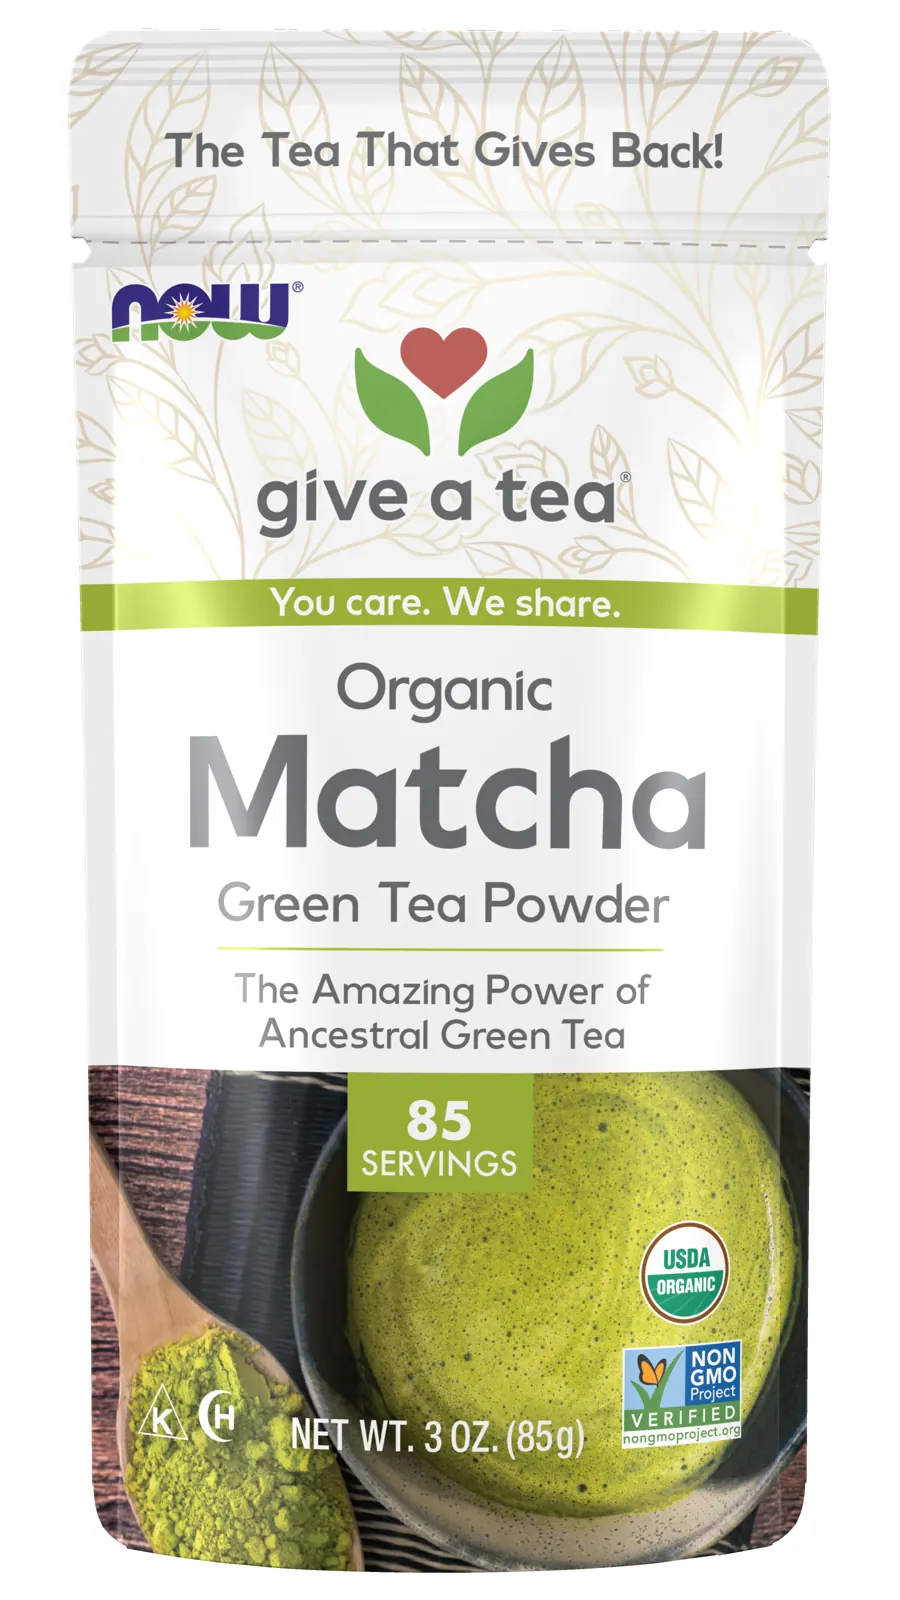 The Tea That Gives Back!
now®
give a tea®
You care. We share.
Organic
Matcha
Green Tea Powder
The Amazing Power of
Ancestral Green Tea
85
SERVINGS
USDA
ORGANIC
NON
GMO
Project
VERIFIED
nongmoproject.org
K
H
NET WT. 3 OZ. (85g)